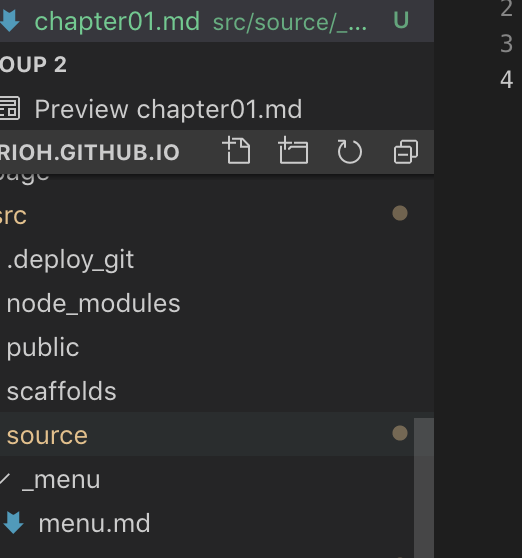 chapter01.md src/source/_... U
OUP 2
Preview chapter01.md
RIOH.GITHUB.IO
src
.deploy_git
node_modules
public
scaffolds
source
_menu
menu.md
2
3
4